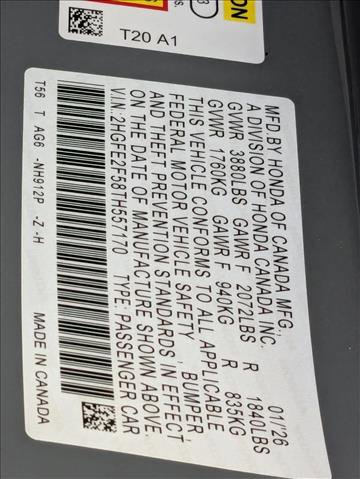 3
ON
s.
T20 A1
MFD.BY HONDA OF CANADA MFG., 01/'26
A DIVISION OF HONDA CANADA INC.
GVWR 3880LBS GAWR F 2072LBS R 1840LBS
GVWR 1760KG GAWR F 940KG R 835KG
THIS VEHICLE CONFORMS TO ALL APPLICABLE
FEDERAL MOTOR VEHICLE SAFETY, BUMPER,
AND THEFT PREVENTION STANDARDS IN EFFECT
ON THE DATE OF MANUFACTURE SHOWN ABOVE.
V.I.N.:2HGFE2F58TH557170 TYPE:PASSENGER CAR
T56 T AG6 -NH912P -Z -H MADE IN CANADA